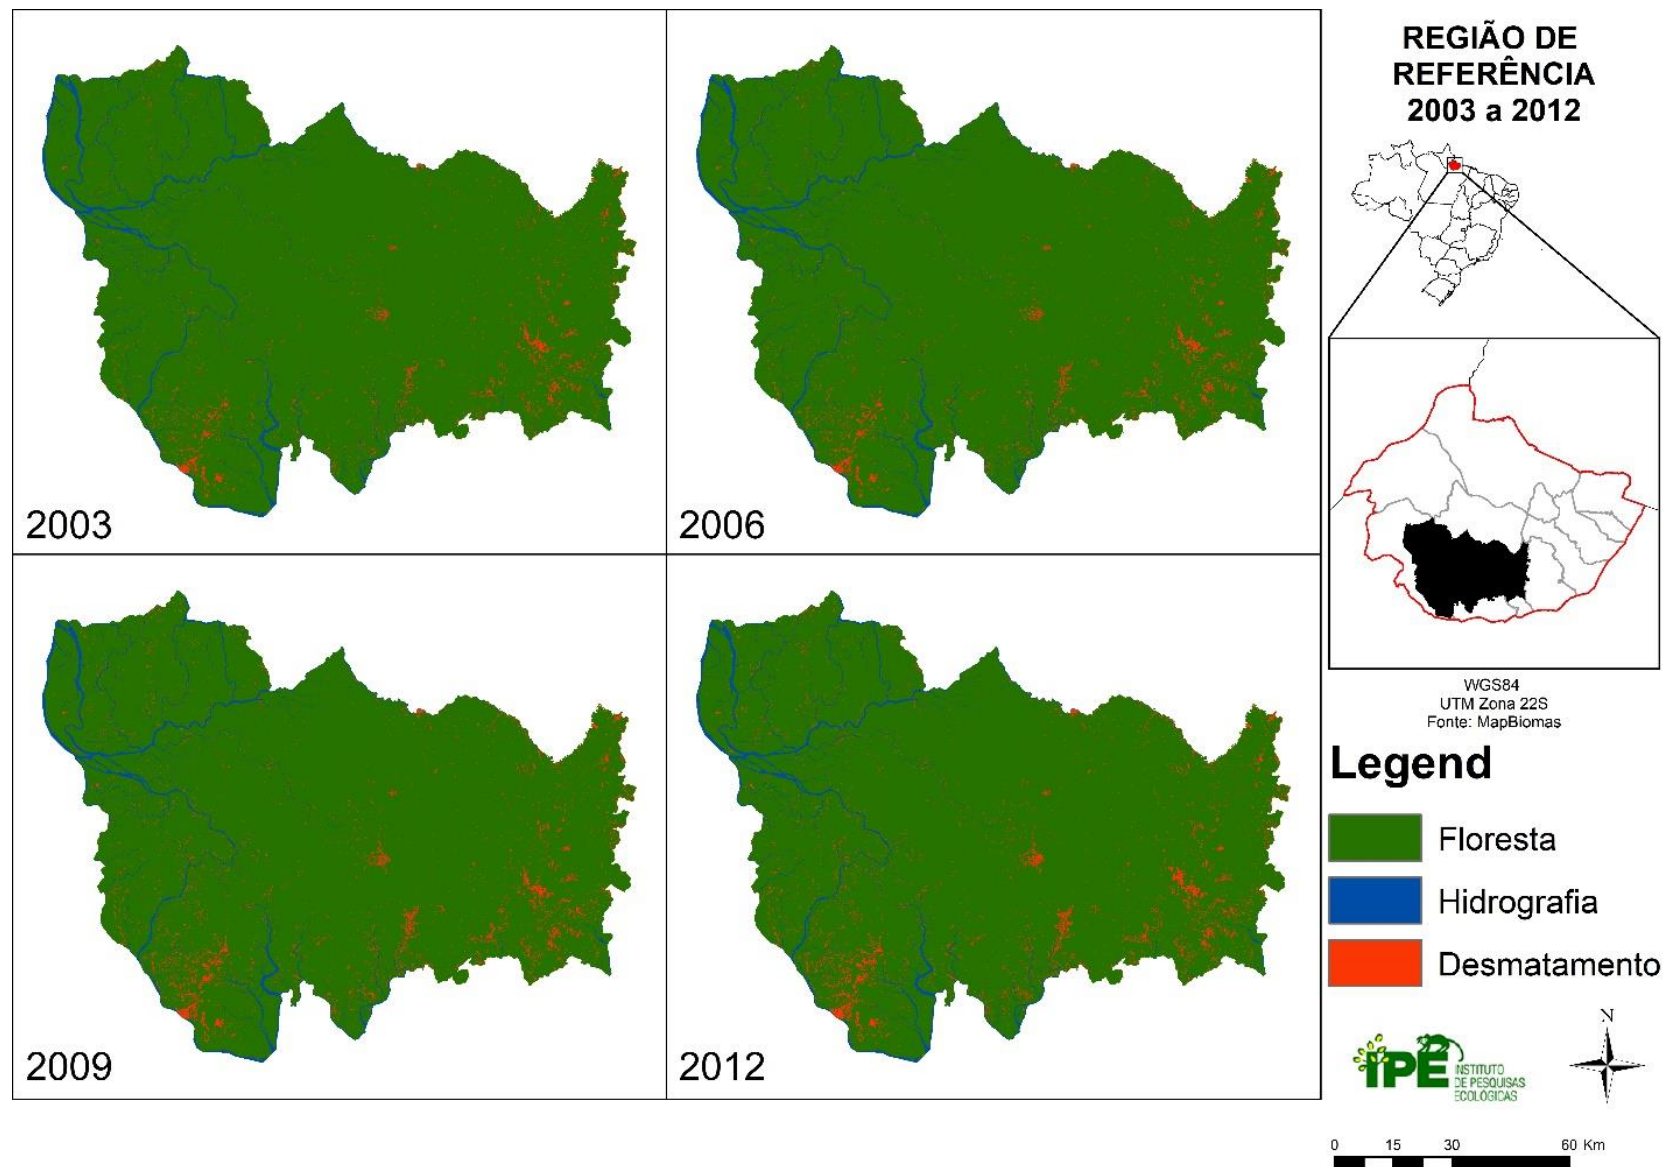 REGIÃO DE
REFERÊNCIA
2003 a 2012
2003
2006
2009
2012
WGS84
UTM Zona 22S
Fonte: MapBiomas
Legend
Floresta
Hidrografia
Desmatamento
IPÊ
INSTITUTO
DE PESQUISAS
ECOLÓGICAS
N
0 15 30 60 Km